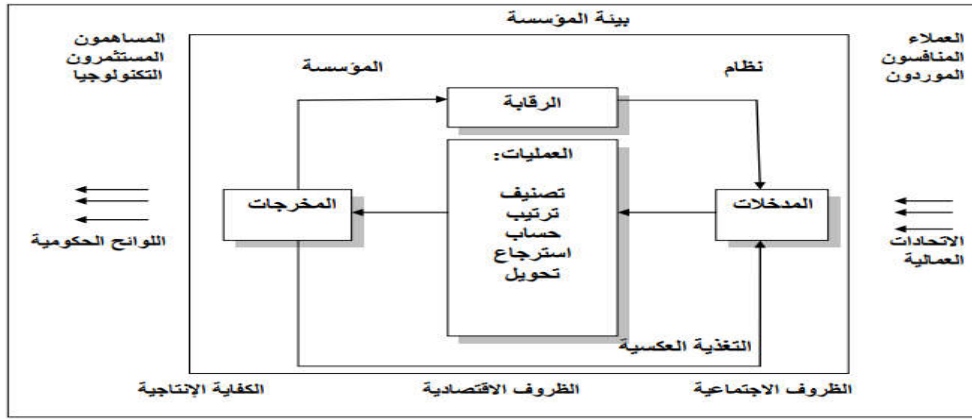 بيئة المؤسسة
العملاء
المنافسون
الموردون
المساهمون
المستثمرون
التكنولوجيا
نظام
المؤسسة
الرقابة
العمليات:
تصنيف
ترتيب
حساب
استرجاع
تحويل
المدخلات
المخرجات
الاتحادات
العمالية
اللوائح الحكومية
التغذية العكسية
الظروف الاجتماعية
الظروف الاقتصادية
الكفاية الإنتاجية